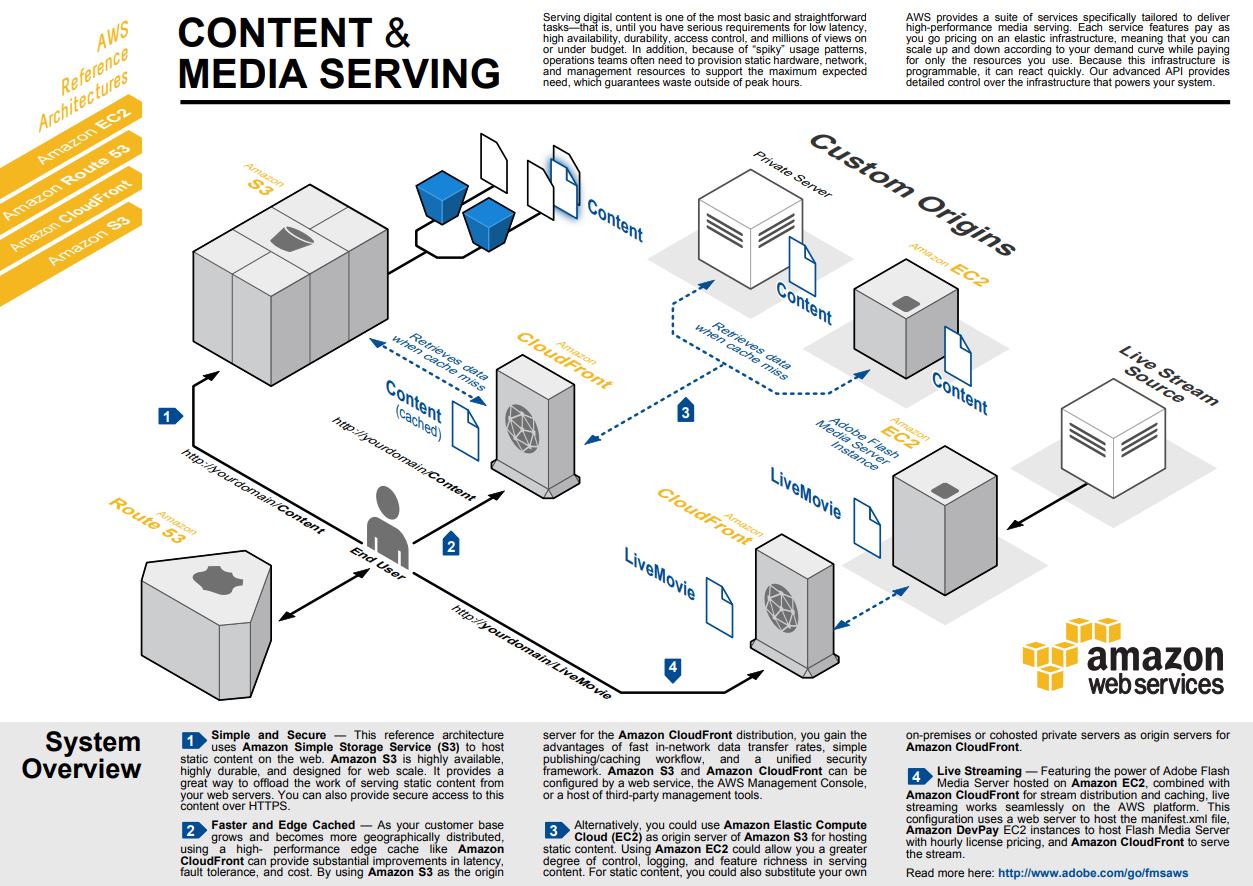 AWS
Reference
Architectures
Amazon EC2
Amazon Route 53
Amazon CloudFront
Amazon S3
CONTENT &
MEDIA SERVING
Serving digital content is one of the most basic and straightforward
tasks—that is, until you have serious requirements for low latency,
high availability, durability, access control, and millions of views on
or under budget. In addition, because of “spiky” usage patterns,
operations teams often need to provision static hardware, network,
and management resources to support the maximum expected
need, which guarantees waste outside of peak hours.
AWS provides a suite of services specifically tailored to deliver
high-performance media serving. Each service features pay as
you go pricing on an elastic infrastructure, meaning that you can
scale up and down according to your demand curve while paying
for only the resources you use. Because this infrastructure is
programmable, it can react quickly. Our advanced API provides
detailed control over the infrastructure that powers your system.
Amazon
S3
Content
Private Server
Custom Origins
Content
Amazon EC2
Content
Retrieves data
when cache miss
Amazon
CloudFront
Content
(cached)
Retrieves data
when cache miss
3
Live Stream
Source
1
http://yourdomain/Content
http://yourdomain/Content
Amazon
EC2
Adobe Flash
Media Server
Instance
LiveMovie
Amazon
Route 53
End User
2
Amazon
CloudFront
LiveMovie
http://yourdomain/LiveMovie
4
amazon
web services
System
Overview
1 Simple and Secure — This reference architecture
uses Amazon Simple Storage Service (S3) to host
static content on the web. Amazon S3 is highly available,
highly durable, and designed for web scale. It provides a
great way to offload the work of serving static content from
your web servers. You can also provide secure access to this
content over HTTPS.
2 Faster and Edge Cached — As your customer base
grows and becomes more geographically distributed,
using a high- performance edge cache like Amazon
CloudFront can provide substantial improvements in latency,
fault tolerance, and cost. By using Amazon S3 as the origin
server for the Amazon CloudFront distribution, you gain the
advantages of fast in-network data transfer rates, simple
publishing/caching workflow, and a unified security
framework. Amazon S3 and Amazon CloudFront can be
configured by a web service, the AWS Management Console,
or a host of third-party management tools.
3 Alternatively, you could use Amazon Elastic Compute
Cloud (EC2) as origin server of Amazon S3 for hosting
static content. Using Amazon EC2 could allow you a greater
degree of control, logging, and feature richness in serving
content. For static content, you could also substitute your own
on-premises or cohosted private servers as origin servers for
Amazon CloudFront.
4 Live Streaming — Featuring the power of Adobe Flash
Media Server hosted on Amazon EC2, combined with
Amazon CloudFront for stream distribution and caching, live
streaming works seamlessly on the AWS platform. This
configuration uses a web server to host the manifest.xml file,
Amazon DevPay EC2 instances to host Flash Media Server
with hourly license pricing, and Amazon CloudFront to serve
the stream.
Read more here: http://www.adobe.com/go/fmsaws